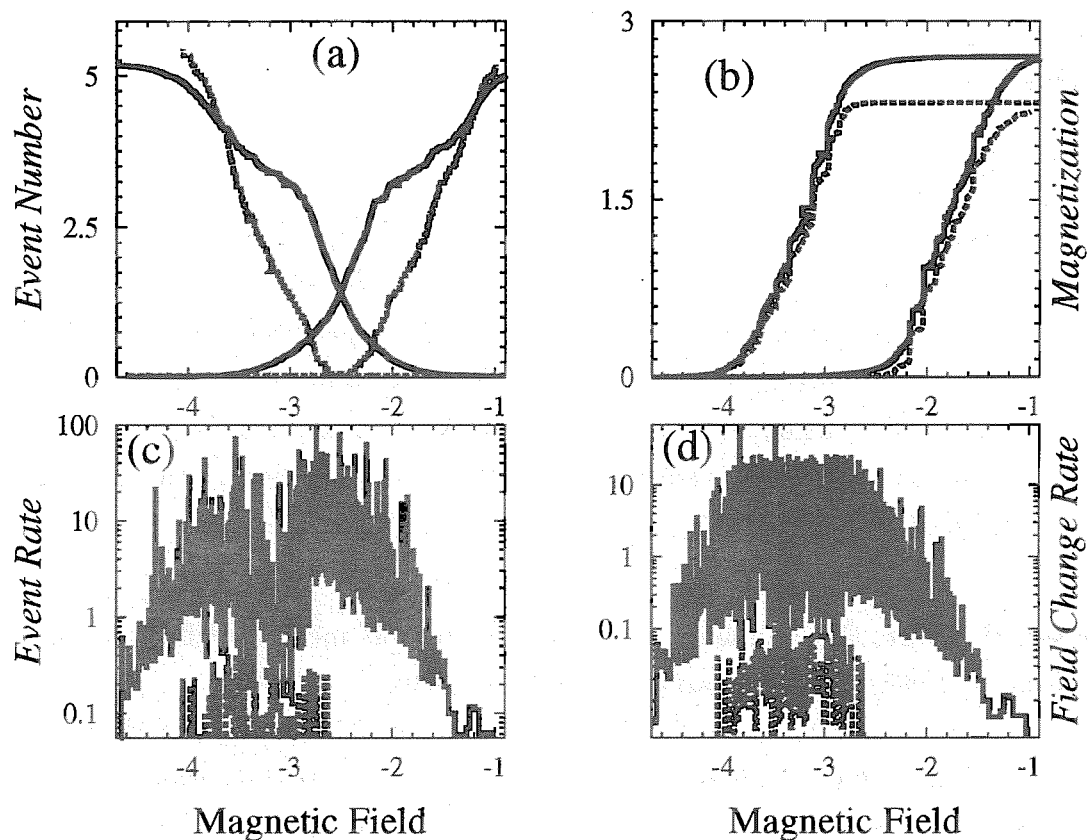 (a)
5
2.5
0
-4 -3 -2 -1
Event Number
(b)
3
1.5
0
-4 -3 -2 -1
Magnetization
(c)
100
10
1
0.1
-4 -3 -2 -1
Event Rate
Magnetic Field
(d)
10
1
0.1
-4 -3 -2 -1
Field Change Rate
Magnetic Field